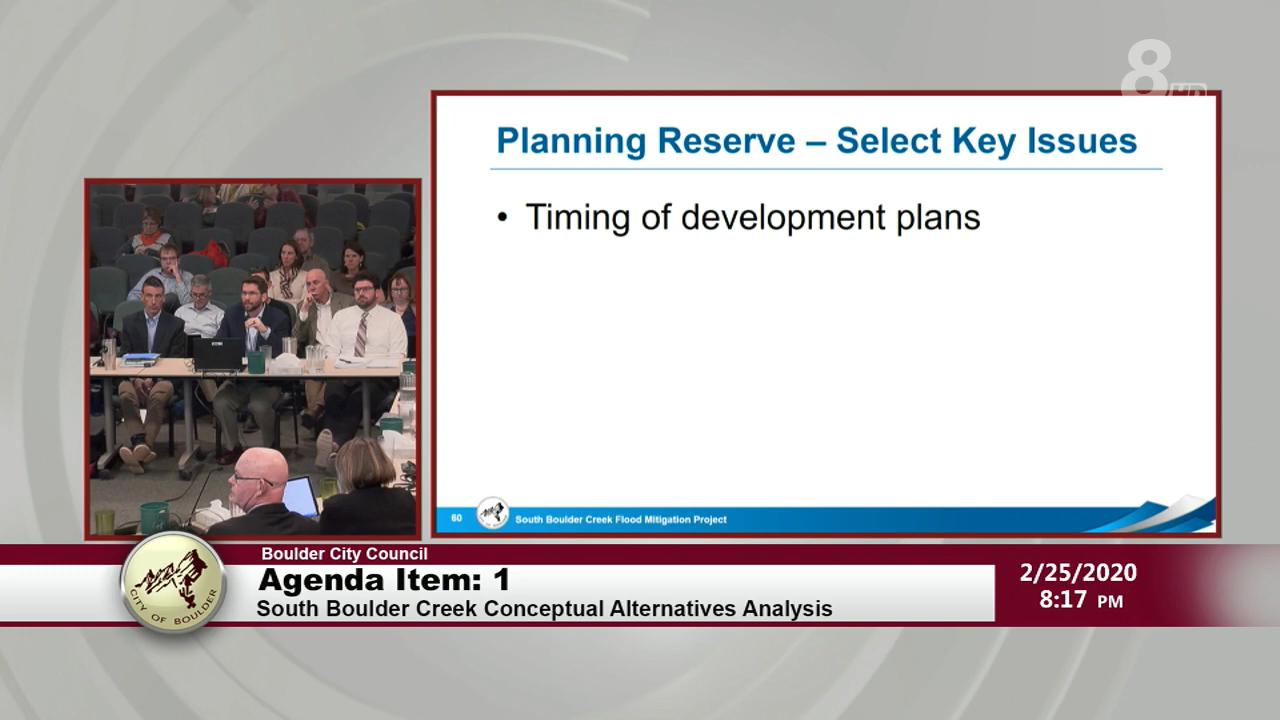 8HD
Planning Reserve – Select Key Issues
• Timing of development plans
60
South Boulder Creek Flood Mitigation Project
Boulder City Council
Agenda Item: 1
South Boulder Creek Conceptual Alternatives Analysis
2/25/2020
8:17 PM
CITY OF BOULDER